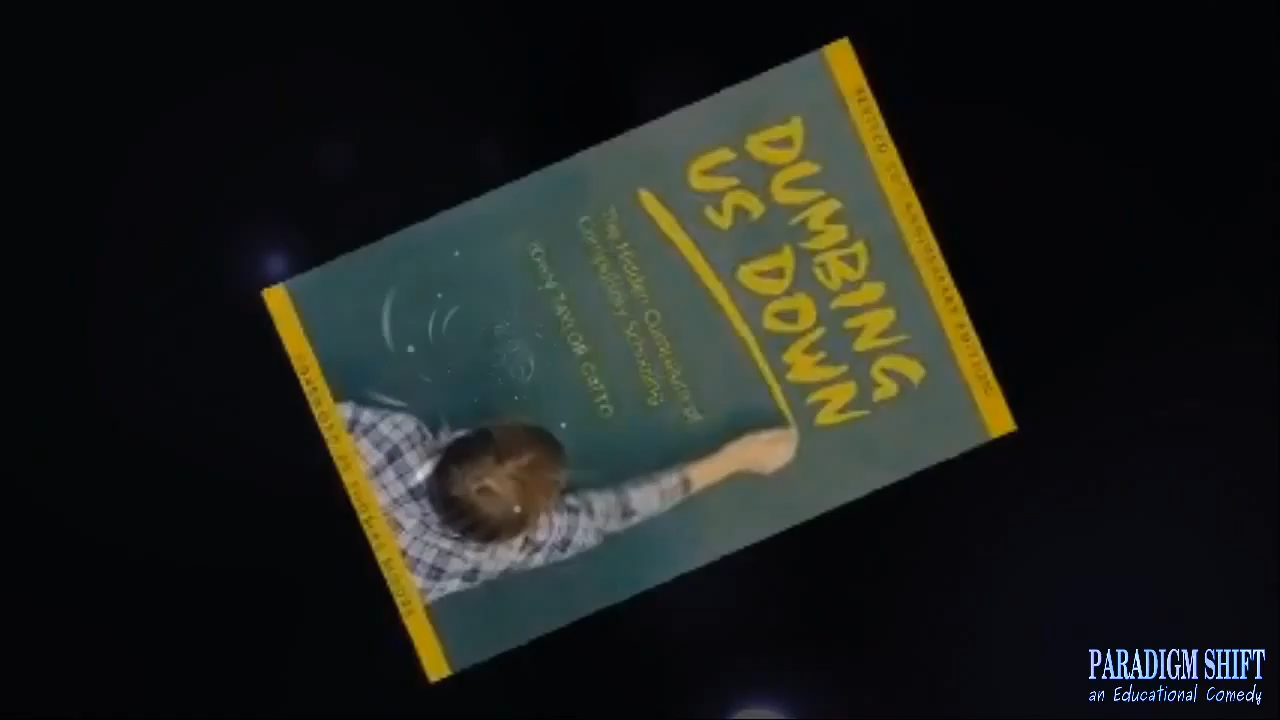 DUMBING
US DOWN
The Hidden Curriculum of
Compulsory Schooling
JOHN TAYLOR GATTO
PARADIGM SHIFT
an Educational Comedy